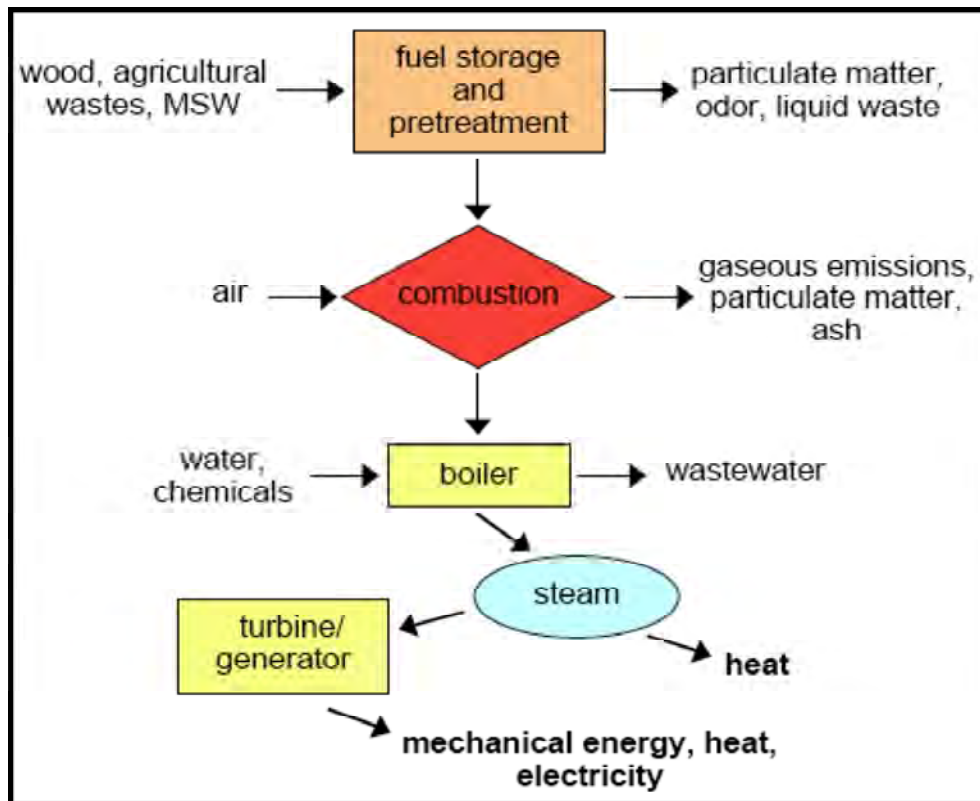 wood, agricultural
wastes, MSW
fuel storage
and
pretreatment
particulate matter,
odor, liquid waste
air
combustion
gaseous emissions,
particulate matter,
ash
water,
chemicals
boiler
wastewater
steam
turbine/
generator
heat
mechanical energy, heat,
electricity